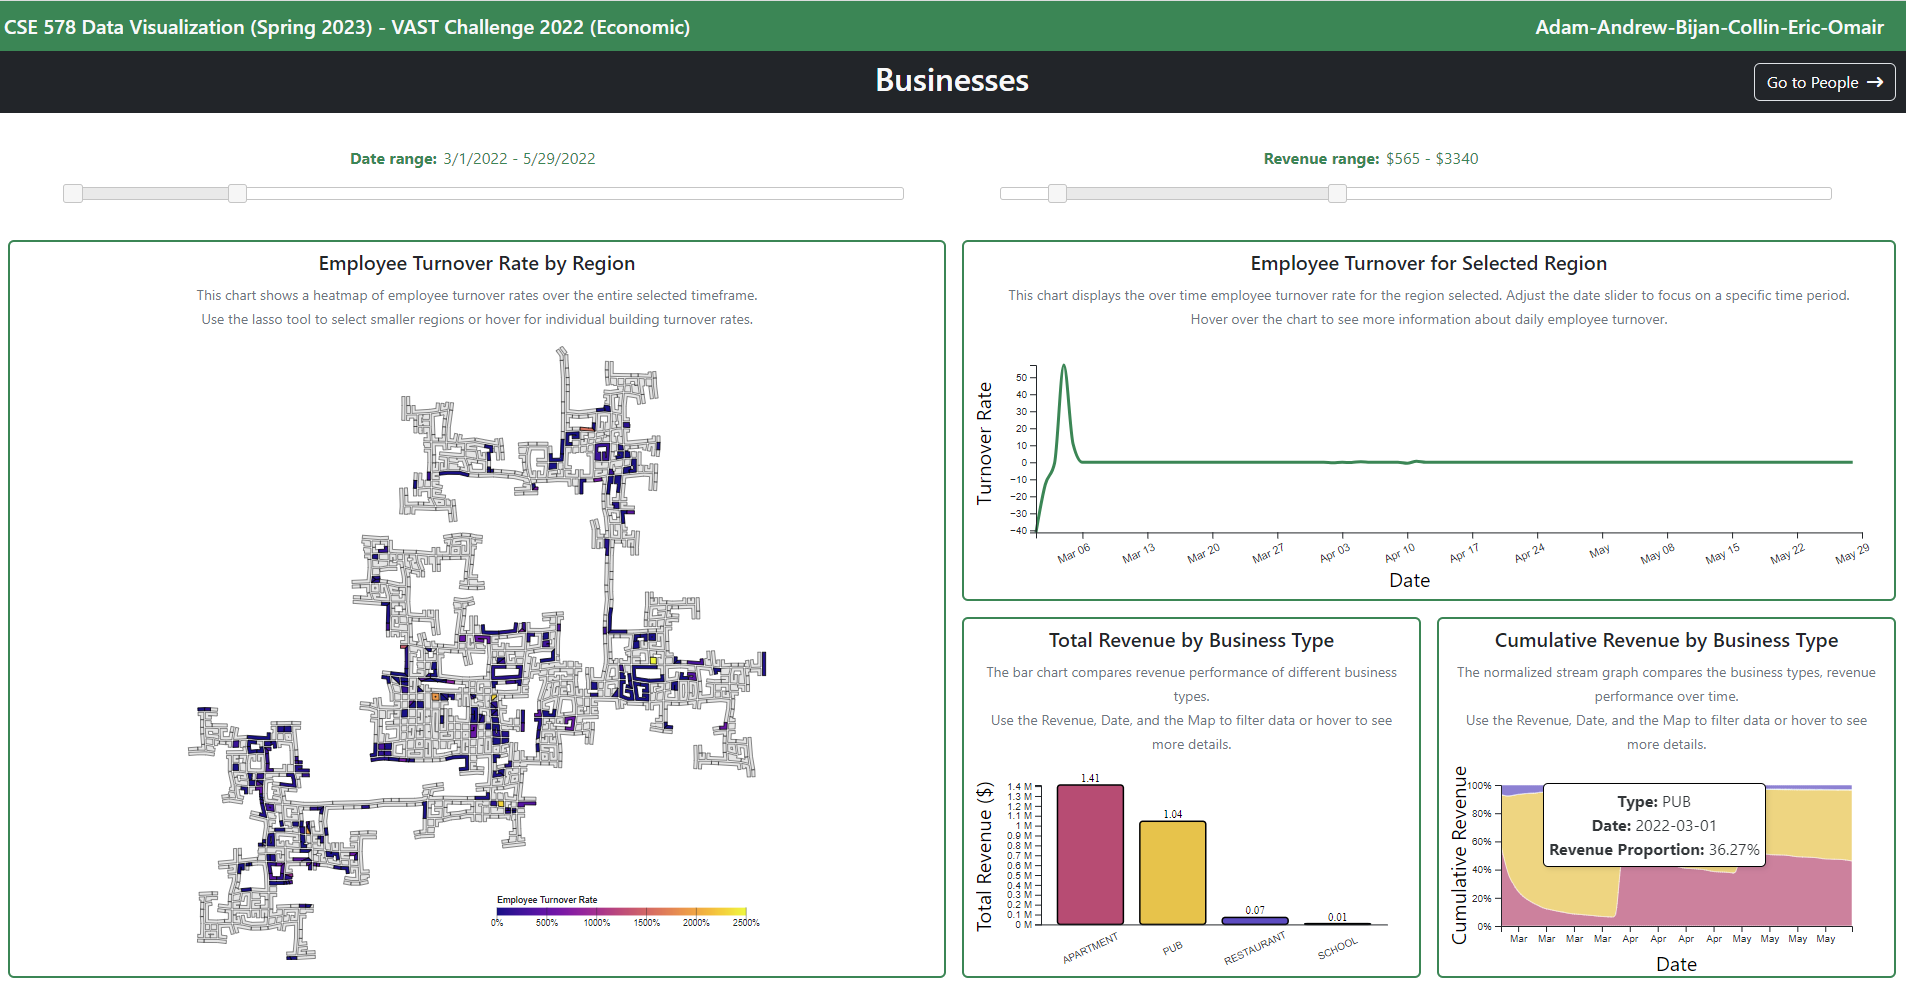 CSE 578 Data Visualization (Spring 2023) - VAST Challenge 2022 (Economic)
Adam-Andrew-Bijan-Collin-Eric-Omair
Businesses
Go to People →
Date range: 3/1/2022 - 5/29/2022
Revenue range: $565 - $3340
Employee Turnover Rate by Region
This chart shows a heatmap of employee turnover rates over the entire selected timeframe.
Use the lasso tool to select smaller regions or hover for individual building turnover rates.
Employee Turnover Rate
0% 500% 1000% 1500% 2000% 2500%
Employee Turnover for Selected Region
This chart displays the over time employee turnover rate for the region selected. Adjust the date slider to focus on a specific time period.
Hover over the chart to see more information about daily employee turnover.
Turnover Rate
50
40
30
20
10
0
−10
−20
−30
−40
Mar 06 Mar 13 Mar 20 Mar 27 Apr 03 Apr 10 Apr 17 Apr 24 May May 08 May 15 May 22 May 29
Date
Total Revenue by Business Type
The bar chart compares revenue performance of different business
types.
Use the Revenue, Date, and the Map to filter data or hover to see
more details.
Total Revenue ($)
1.4 M
1.3 M
1.2 M
1.1 M
1 M
0.9 M
0.8 M
0.7 M
0.6 M
0.5 M
0.4 M
0.3 M
0.2 M
0.1 M
0 M
1.41
1.04
0.07
0.01
APARTMENT PUB RESTAURANT SCHOOL
Cumulative Revenue by Business Type
The normalized stream graph compares the business types, revenue
performance over time.
Use the Revenue, Date, and the Map to filter data or hover to see
more details.
Cumulative Revenue
100%
80%
60%
40%
20%
0%
Type: PUB
Date: 2022-03-01
Revenue Proportion: 36.27%
Mar Mar Mar Mar Apr Apr Apr Apr May May May May
Date